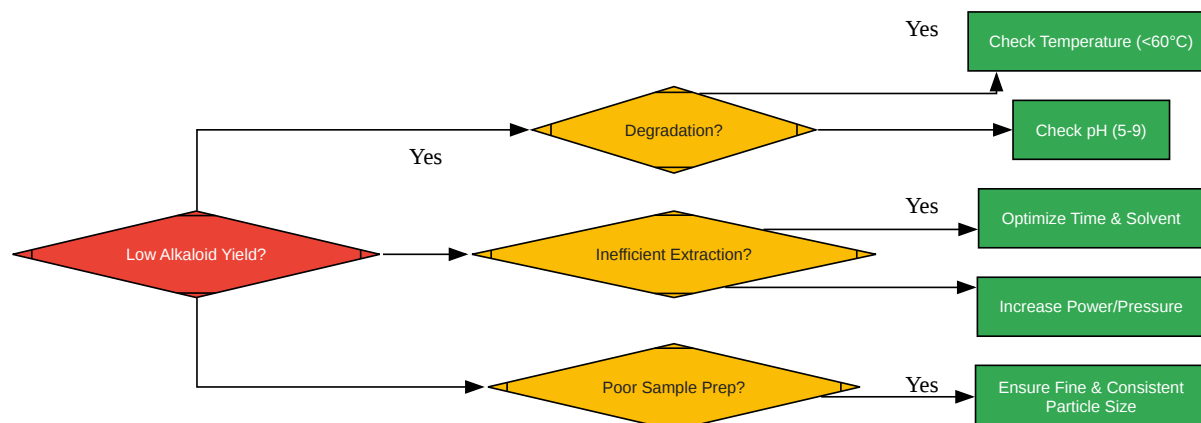 Yes
Check Temperature (<60°C)
Degradation?
Check pH (5-9)
Yes
Yes
Optimize Time & Solvent
Low Alkaloid Yield?
Inefficient Extraction?
Increase Power/Pressure
Poor Sample Prep?
Yes
Ensure Fine & Consistent
Particle Size